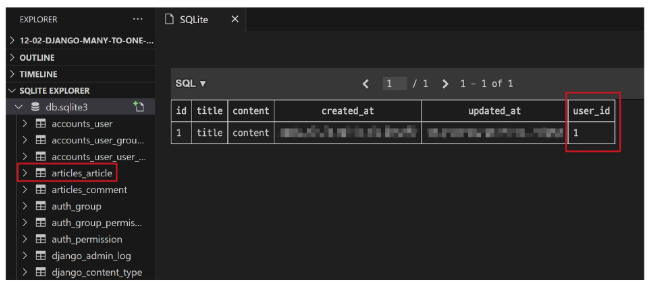 EXPLORER ...
SQLite
12-02-DJANGO-MANY-TO-ONE-...
OUTLINE
TIMELINE
SQLITE EXPLORER
db.sqlite3
accounts_user
accounts_user_grou...
accounts_user_user_...
articles_article
articles_comment
auth_group
auth_group_permis...
auth_permission
django_admin_log
django_content_type
SQL ▼ < 1 / 1 > 1 - 1 of 1
id title content created_at updated_at user_id
1 title content 1